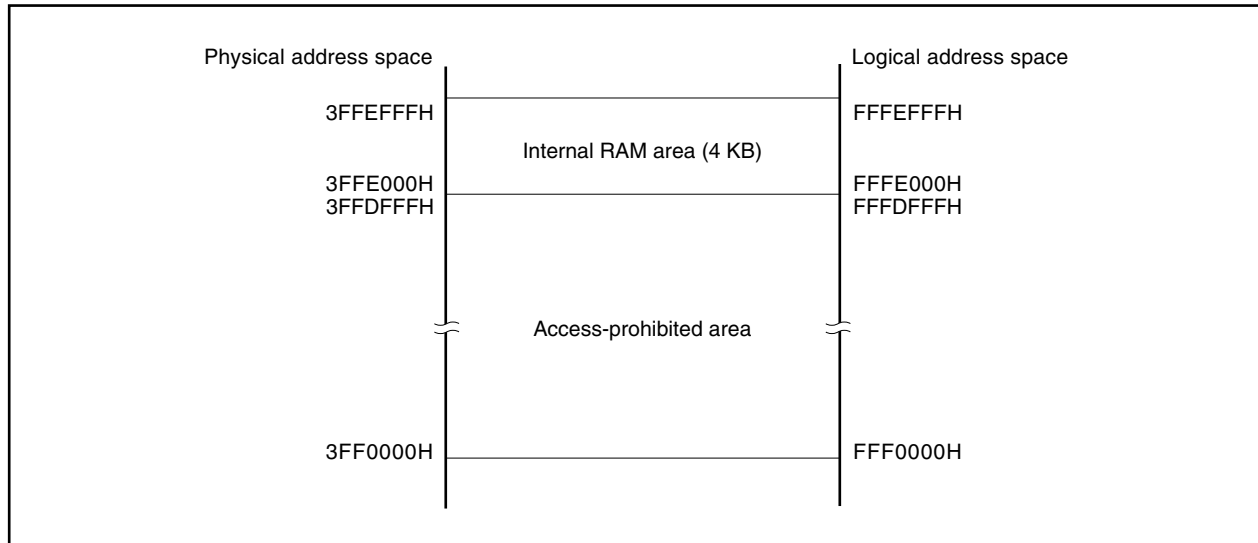 Physical address space
Logical address space
3FFEFFFH
FFFEFFFH
Internal RAM area (4 KB)
3FFE000H
FFFE000H
3FFDFFFH
FFFDFFFH
Access-prohibited area
3FF0000H
FFF0000H